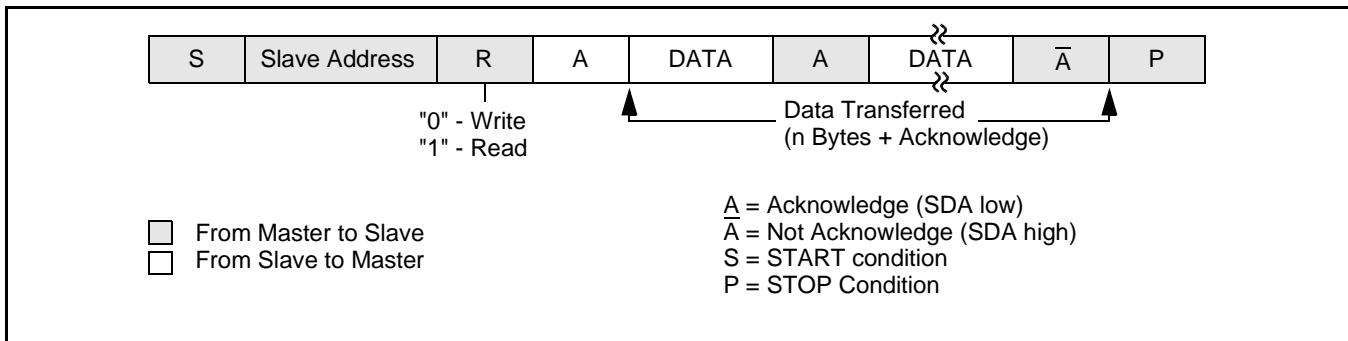 S Slave Address R A DATA A DATA A̅ P
"0" - Write
"1" - Read
Data Transferred
(n Bytes + Acknowledge)
From Master to Slave
From Slave to Master
A = Acknowledge (SDA low)
A̅ = Not Acknowledge (SDA high)
S = START condition
P = STOP Condition